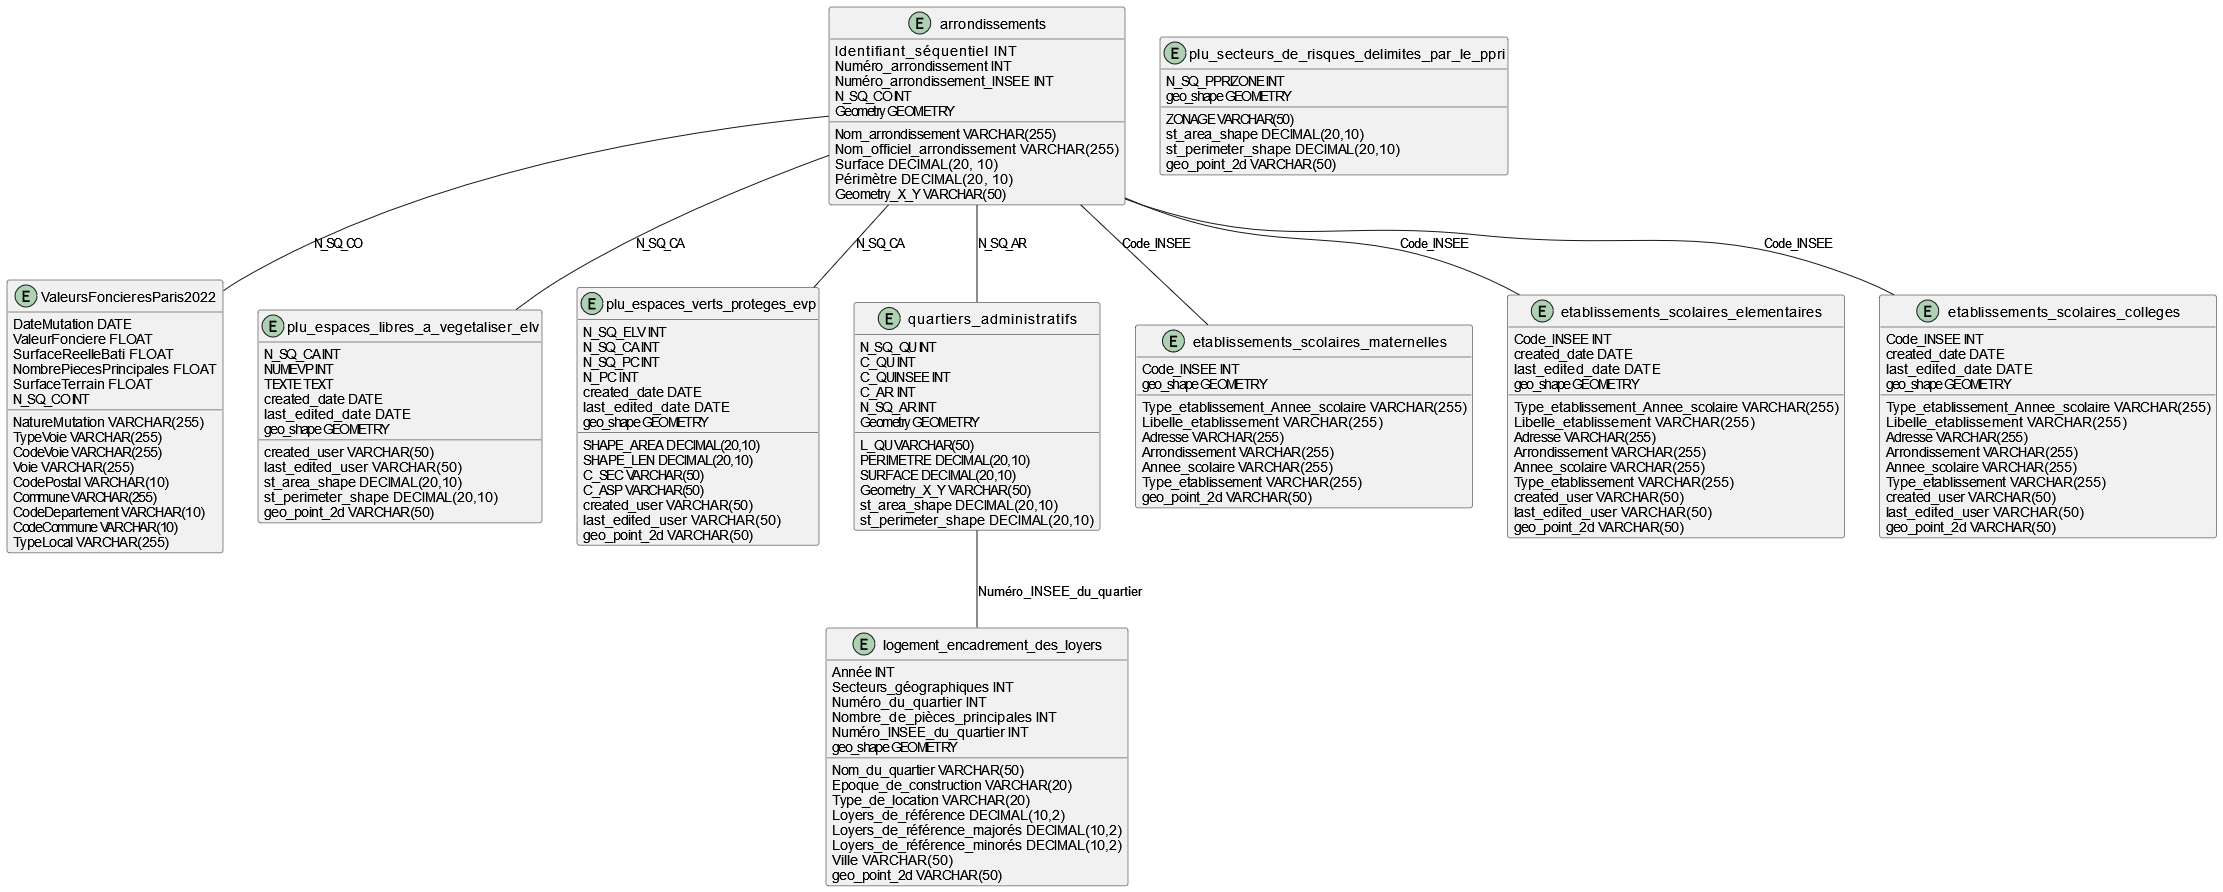 E arrondissements
Identifiant_séquentiel INT
Numéro_arrondissement INT
Numéro_arrondissement_INSEE INT
N_SQ_CO INT
Geometry GEOMETRY
Nom_arrondissement VARCHAR(255)
Nom_officiel_arrondissement VARCHAR(255)
Surface DECIMAL(20, 10)
Périmètre DECIMAL(20, 10)
Geometry_X_Y VARCHAR(50)
E plu_secteurs_de_risques_delimites_par_le_ppri
N_SQ_PPRIZONE INT
geo_shape GEOMETRY
ZONAGE VARCHAR(50)
st_area_shape DECIMAL(20,10)
st_perimeter_shape DECIMAL(20,10)
geo_point_2d VARCHAR(50)
N_SQ_CO
N_SQ_CA
N_SQ_CA
N_SQ_AR
Code_INSEE
Code_INSEE
Code_INSEE
E ValeursFoncieresParis2022
DateMutation DATE
ValeurFonciere FLOAT
SurfaceReelleBati FLOAT
NombrePiecesPrincipales FLOAT
SurfaceTerrain FLOAT
N_SQ_CO INT
NatureMutation VARCHAR(255)
TypeVoie VARCHAR(255)
CodeVoie VARCHAR(255)
Voie VARCHAR(255)
CodePostal VARCHAR(10)
Commune VARCHAR(255)
CodeDepartement VARCHAR(10)
CodeCommune VARCHAR(10)
TypeLocal VARCHAR(255)
E plu_espaces_libres_a_vegetaliser_elv
N_SQ_CA INT
NUMEVP INT
TEXTE TEXT
created_date DATE
last_edited_date DATE
geo_shape GEOMETRY
created_user VARCHAR(50)
last_edited_user VARCHAR(50)
st_area_shape DECIMAL(20,10)
st_perimeter_shape DECIMAL(20,10)
geo_point_2d VARCHAR(50)
E plu_espaces_verts_proteges_evp
N_SQ_ELV INT
N_SQ_CA INT
N_SQ_PC INT
N_PC INT
created_date DATE
last_edited_date DATE
geo_shape GEOMETRY
SHAPE_AREA DECIMAL(20,10)
SHAPE_LEN DECIMAL(20,10)
C_SEC VARCHAR(50)
C_ASP VARCHAR(50)
created_user VARCHAR(50)
last_edited_user VARCHAR(50)
geo_point_2d VARCHAR(50)
E quartiers_administratifs
N_SQ_QU INT
C_QU INT
C_QUINSEE INT
C_AR INT
N_SQ_AR INT
Geometry GEOMETRY
L_QU VARCHAR(50)
PERIMETRE DECIMAL(20,10)
SURFACE DECIMAL(20,10)
Geometry_X_Y VARCHAR(50)
st_area_shape DECIMAL(20,10)
st_perimeter_shape DECIMAL(20,10)
E etablissements_scolaires_maternelles
Code_INSEE INT
geo_shape GEOMETRY
Type_etablissement_Annee_scolaire VARCHAR(255)
Libelle_etablissement VARCHAR(255)
Adresse VARCHAR(255)
Arrondissement VARCHAR(255)
Annee_scolaire VARCHAR(255)
Type_etablissement VARCHAR(255)
geo_point_2d VARCHAR(50)
E etablissements_scolaires_elementaires
Code_INSEE INT
created_date DATE
last_edited_date DATE
geo_shape GEOMETRY
Type_etablissement_Annee_scolaire VARCHAR(255)
Libelle_etablissement VARCHAR(255)
Adresse VARCHAR(255)
Arrondissement VARCHAR(255)
Annee_scolaire VARCHAR(255)
Type_etablissement VARCHAR(255)
created_user VARCHAR(50)
last_edited_user VARCHAR(50)
geo_point_2d VARCHAR(50)
E etablissements_scolaires_colleges
Code_INSEE INT
created_date DATE
last_edited_date DATE
geo_shape GEOMETRY
Type_etablissement_Annee_scolaire VARCHAR(255)
Libelle_etablissement VARCHAR(255)
Adresse VARCHAR(255)
Arrondissement VARCHAR(255)
Annee_scolaire VARCHAR(255)
Type_etablissement VARCHAR(255)
created_user VARCHAR(50)
last_edited_user VARCHAR(50)
geo_point_2d VARCHAR(50)
Numéro_INSEE_du_quartier
E logement_encadrement_des_loyers
Année INT
Secteurs_géographiques INT
Numéro_du_quartier INT
Nombre_de_pièces_principales INT
Numéro_INSEE_du_quartier INT
geo_shape GEOMETRY
Nom_du_quartier VARCHAR(50)
Epoque_de_construction VARCHAR(20)
Type_de_location VARCHAR(20)
Loyers_de_référence DECIMAL(10,2)
Loyers_de_référence_majorés DECIMAL(10,2)
Loyers_de_référence_minorés DECIMAL(10,2)
Ville VARCHAR(50)
geo_point_2d VARCHAR(50)